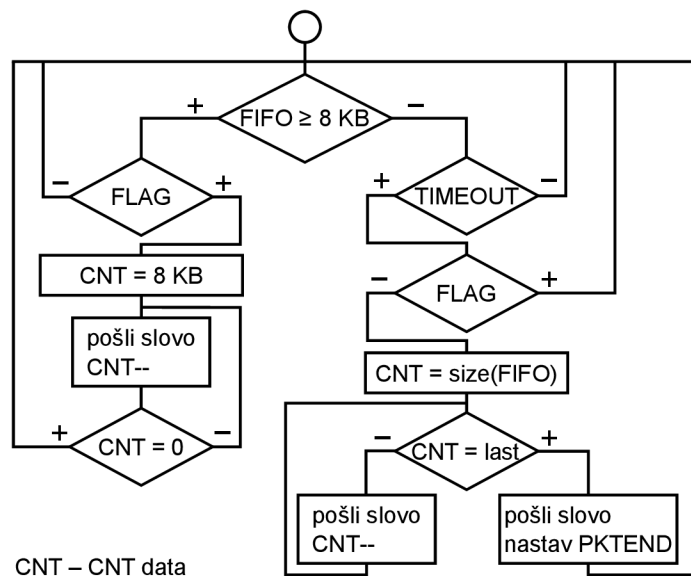 FIFO ≥ 8 KB
+
−
FLAG
−
+
TIMEOUT
+
−
CNT = 8 KB
FLAG
−
+
pošli slovo
CNT--
CNT = size(FIFO)
CNT = 0
+
−
CNT = last
−
+
pošli slovo
CNT--
pošli slovo
nastav PKTEND
CNT – CNT data